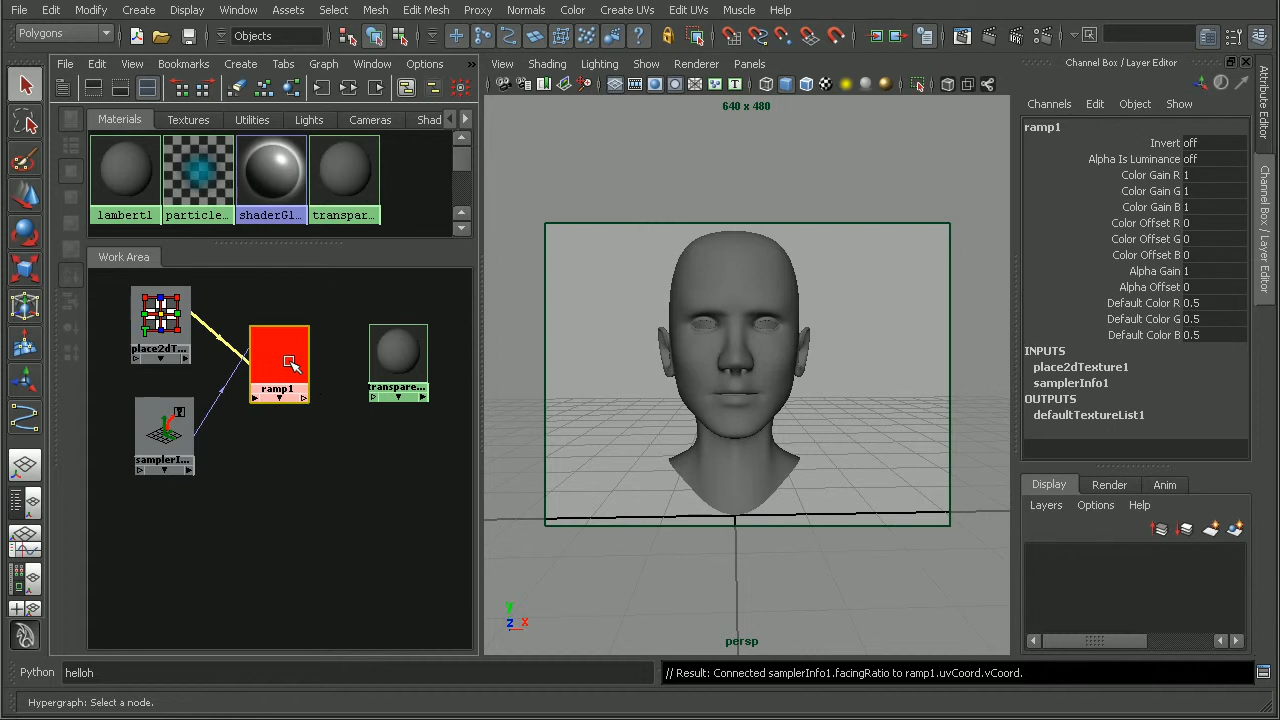 File Edit Modify Create Display Window Assets Select Mesh Edit Mesh Proxy Normals Color Create UVs Edit UVs Muscle Help
Polygons
Objects
File Edit View Bookmarks Create Tabs Graph Window Options »
View Shading Lighting Show Renderer Panels
Channel Box / Layer Editor
Channels Edit Object Show
Attribute Editor
Channel Box / Layer Editor
Materials Textures Utilities Lights Cameras Shad
lambert1 particle... shaderGl... transpar...
Work Area
place2dT...
ramp1
transpare...
samplerI...
640 x 480
persp
y
z x
ramp1
Invert off
Alpha Is Luminance off
Color Gain R 1
Color Gain G 1
Color Gain B 1
Color Offset R 0
Color Offset G 0
Color Offset B 0
Alpha Gain 1
Alpha Offset 0
Default Color R 0.5
Default Color G 0.5
Default Color B 0.5
INPUTS
place2dTexture1
samplerInfo1
OUTPUTS
defaultTextureList1
Display Render Anim
Layers Options Help
Python helloh
// Result: Connected samplerInfo1.facingRatio to ramp1.uvCoord.vCoord.
Hypergraph: Select a node.